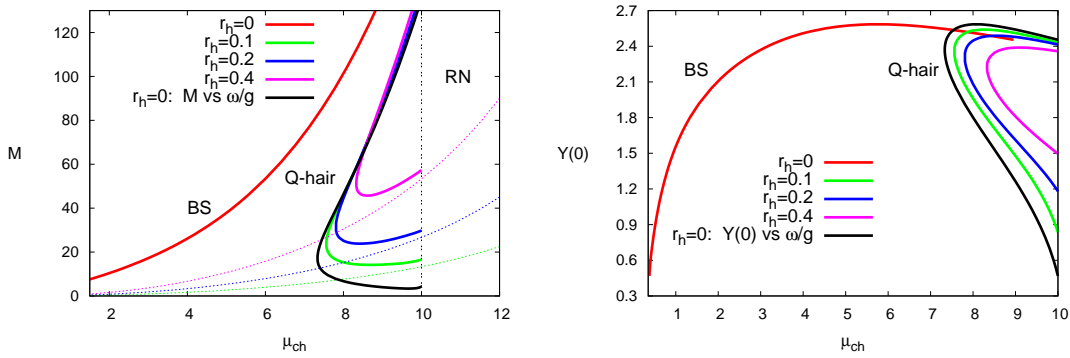 r_h=0
r_h=0.1
r_h=0.2
r_h=0.4
r_h=0: M vs ω/g
RN
Q-hair
BS
M
120
100
80
60
40
20
0
2 4 6 8 10 12
μ_ch
2.7
2.4
2.1
1.8
1.5
1.2
0.9
0.6
0.3
Y(0)
BS
Q-hair
r_h=0
r_h=0.1
r_h=0.2
r_h=0.4
r_h=0: Y(0) vs ω/g
1 2 3 4 5 6 7 8 9 10
μ_ch